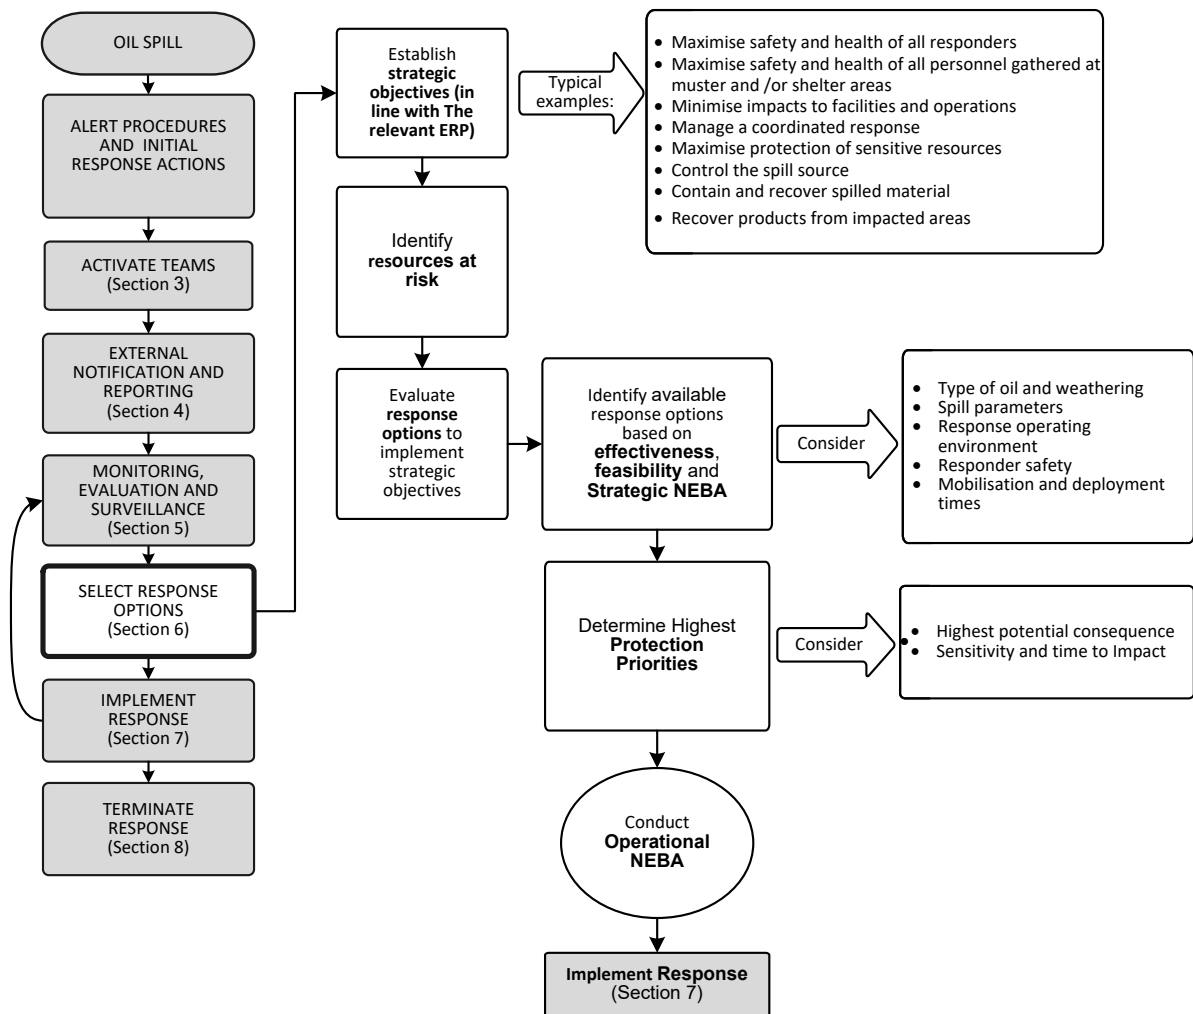 OIL SPILL
ALERT PROCEDURES
AND  INITIAL
RESPONSE ACTIONS
ACTIVATE TEAMS
(Section 3)
EXTERNAL
NOTIFICATION AND
REPORTING
(Section 4)
MONITORING,
EVALUATION AND
SURVEILLANCE
(Section 5)
SELECT RESPONSE
OPTIONS
(Section 6)
IMPLEMENT
RESPONSE
(Section 7)
TERMINATE
RESPONSE
(Section 8)
Establish
strategic
objectives (in
line with The
relevant ERP)
Typical
examples:
• Maximise safety and health of all responders
• Maximise safety and health of all personnel gathered at
muster and /or shelter areas
• Minimise impacts to facilities and operations
• Manage a coordinated response
• Maximise protection of sensitive resources
• Control the spill source
• Contain and recover spilled material
• Recover products from impacted areas
Identify
resources at
risk
Evaluate
response
options to
implement
strategic
objectives
Identify available
response options
based on
effectiveness,
feasibility and
Strategic NEBA
Consider
• Type of oil and weathering
• Spill parameters
• Response operating
environment
• Responder safety
• Mobilisation and deployment
times
Determine Highest
Protection
Priorities
Consider
• Highest potential consequence
• Sensitivity and time to Impact
Conduct
Operational
NEBA
Implement Response
(Section 7)